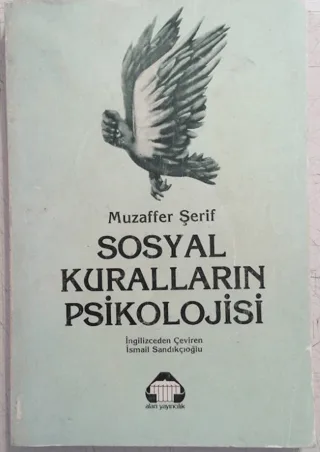 Muzaffer Şerif
SOSYAL
KURALLARIN
PSİKOLOJİSİ
İngilizceden Çeviren
İsmail Sandıkçıoğlu
alan yayıncılık